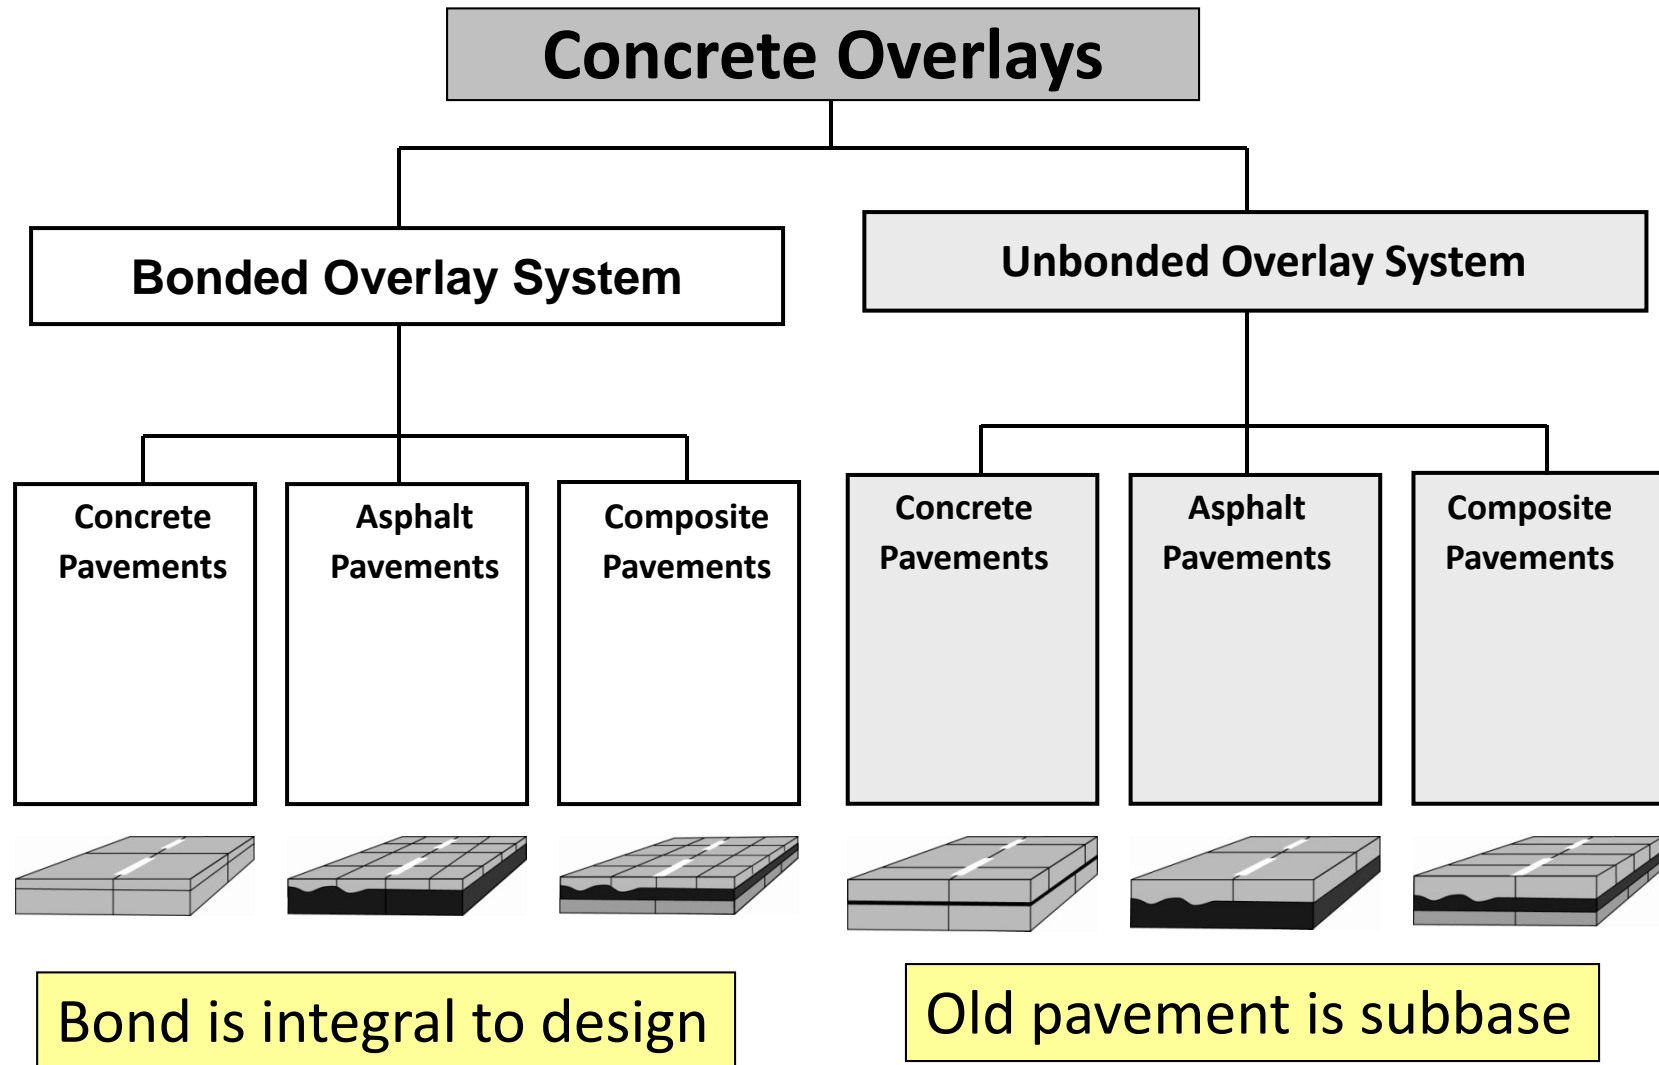 Concrete Overlays
Bonded Overlay System
Unbonded Overlay System
Concrete
Pavements
Asphalt
Pavements
Composite
Pavements
Concrete
Pavements
Asphalt
Pavements
Composite
Pavements
Bond is integral to design
Old pavement is subbase